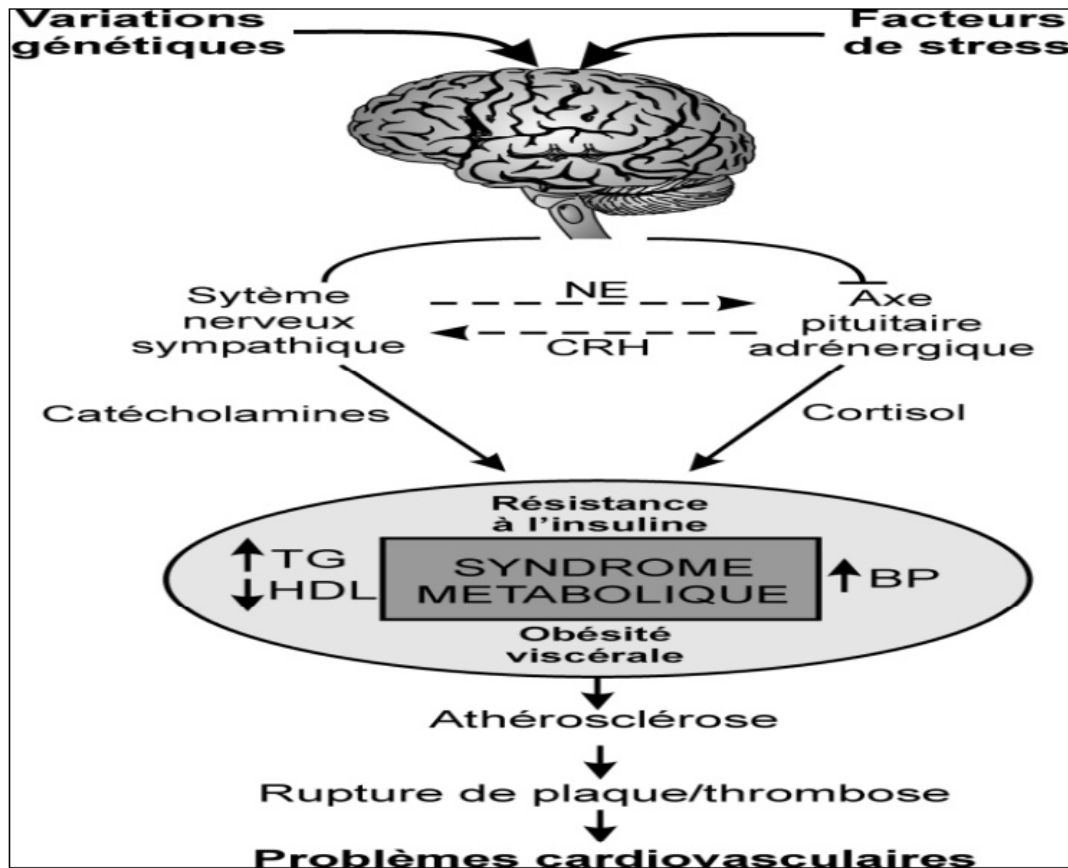 Variations
génétiques
Facteurs
de stress
Sytème
nerveux
sympathique
NE
CRH
Axe
pituitaire
adrénergique
Catécholamines
Cortisol
Résistance
à l'insuline
TG
HDL
SYNDROME
METABOLIQUE
BP
Obésité
viscérale
Athérosclérose
Rupture de plaque/thrombose
Problèmes cardiovasculaires